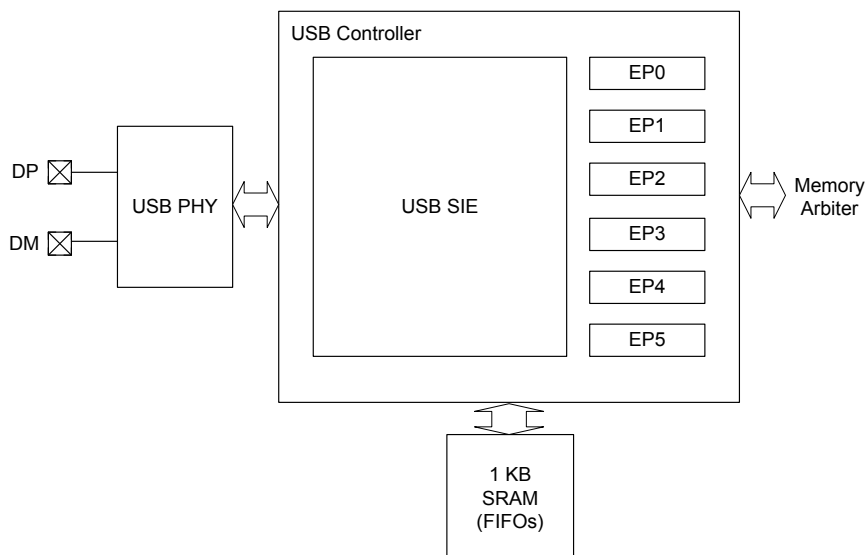 USB Controller
DP
DM
USB PHY
USB SIE
EP0
EP1
EP2
EP3
EP4
EP5
Memory
Arbiter
1 KB
SRAM
(FIFOs)